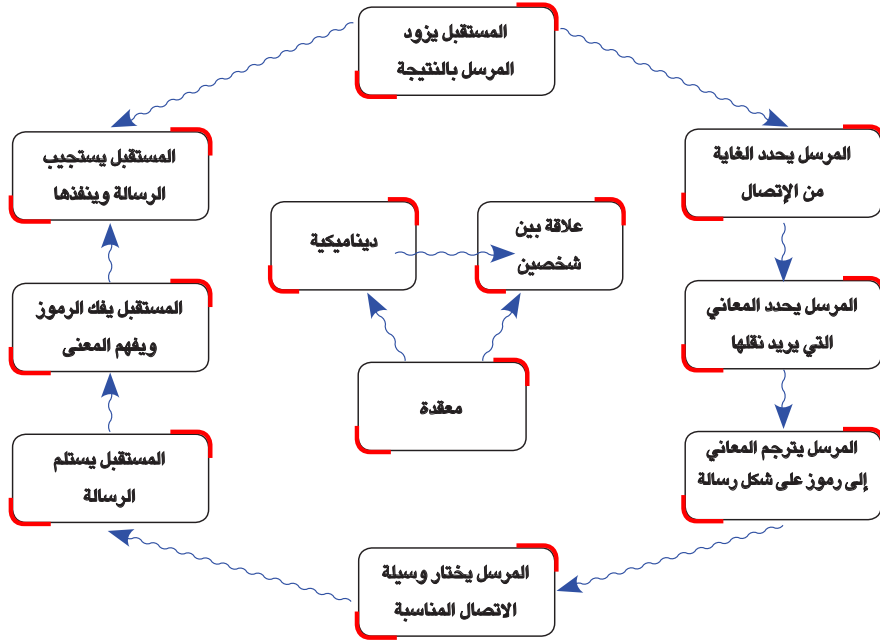 المستقبل يزود
المرسل بالنتيجة
المرسل يحدد الغاية
من الإتصال
المرسل يحدد المعاني
التي يريد نقلها
المرسل يترجم المعاني
إلى رموز على شكل رسالة
المرسل يختار وسيلة
الاتصال المناسبة
المستقبل يستلم
الرسالة
المستقبل يفك الرموز
ويفهم المعنى
المستقبل يستجيب
الرسالة وينفذها
علاقة بين
شخصين
ديناميكية
معقدة